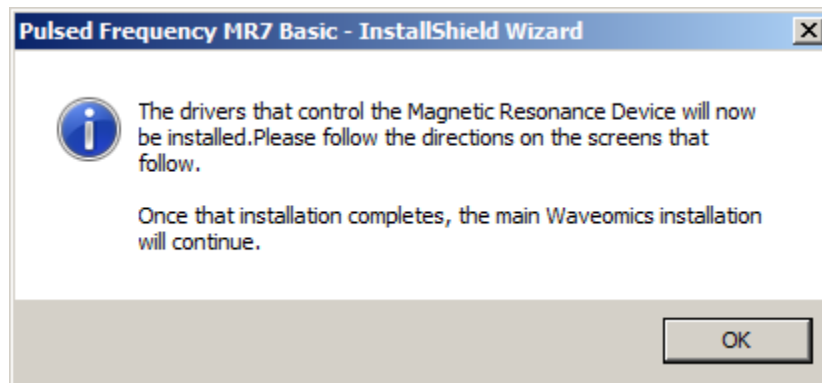 Pulsed Frequency MR7 Basic - InstallShield Wizard
The drivers that control the Magnetic Resonance Device will now
be installed.Please follow the directions on the screens that
follow.
Once that installation completes, the main Waveomics installation
will continue.
OK